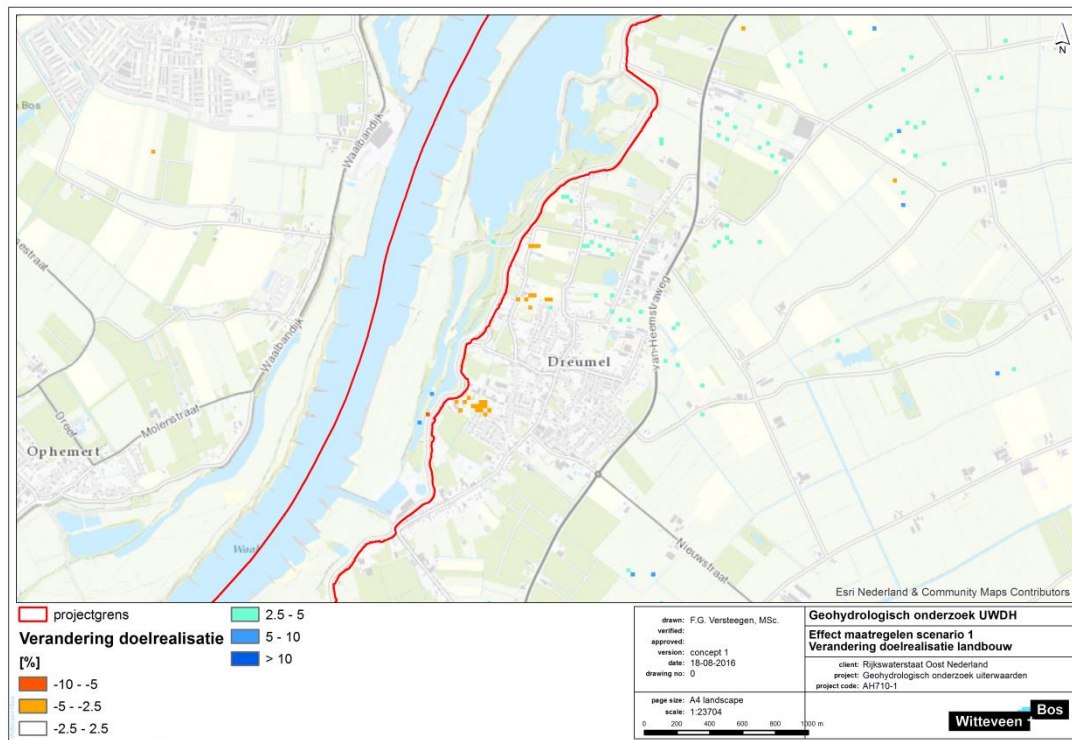 n Bos
Waalbandijk
estraat
Waalbandijk
Molenstraat
Dreef
Ophemert
Waal
Dreumel
van-Heemstraweg
Nieuwstraat
N
Esri Nederland & Community Maps Contributors
projectgrens
Verandering doelrealisatie
[%]
-10 - -5
-5 - -2.5
-2.5 - 2.5
2.5 - 5
5 - 10
> 10
drawn: F.G. Versteegen, MSc.
verified:
approved:
version: concept 1
date: 18-08-2016
drawing no: 0
page size: A4 landscape
scale: 1:23704
0 200 400 600 800 1000 m
Geohydrologisch onderzoek UWDH
Effect maatregelen scenario 1
Verandering doelrealisatie landbouw
client: Rijkswaterstaat Oost Nederland
project: Geohydrologisch onderzoek uiterwaarden
project code: AH710-1
Witteveen + Bos